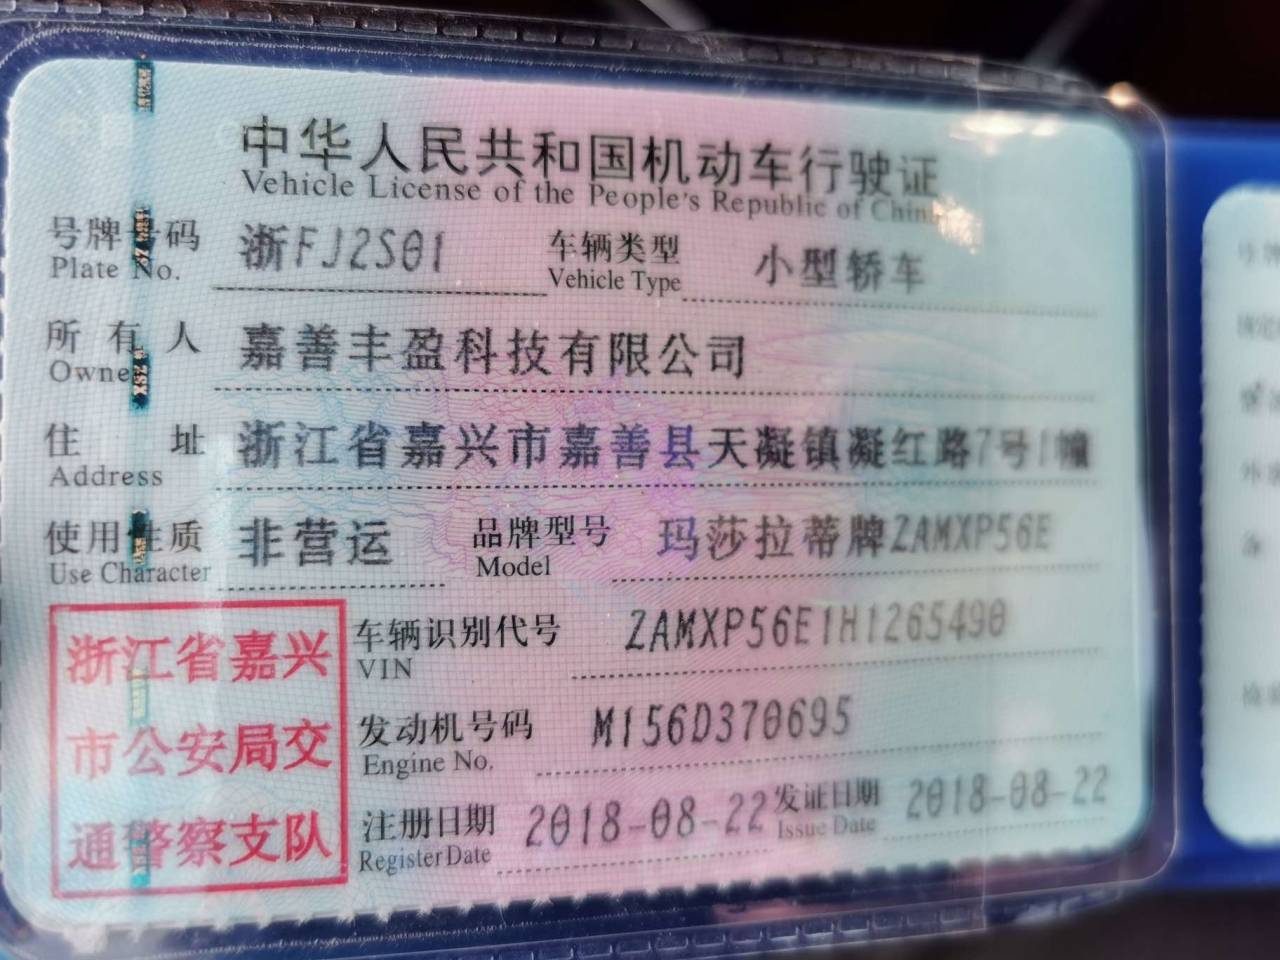 中华人民共和国机动车行驶证
Vehicle License of the People's Republic of China
号牌号码 浙FJ2S01 车辆类型 小型轿车
Plate No. Vehicle Type
所有人 嘉善丰盈科技有限公司
Owner
住址 浙江省嘉兴市嘉善县天凝镇凝红路7号1幢
Address
使用性质 非营运 品牌型号 玛莎拉蒂牌ZAMXP56E
Use Character Model
浙江省嘉兴
市公安局交
通警察支队
车辆识别代号 ZAMXP56E1H1265490
VIN
发动机号码 M156D370695
Engine No.
注册日期 2018-08-22 发证日期 2018-08-22
Register Date Issue Date